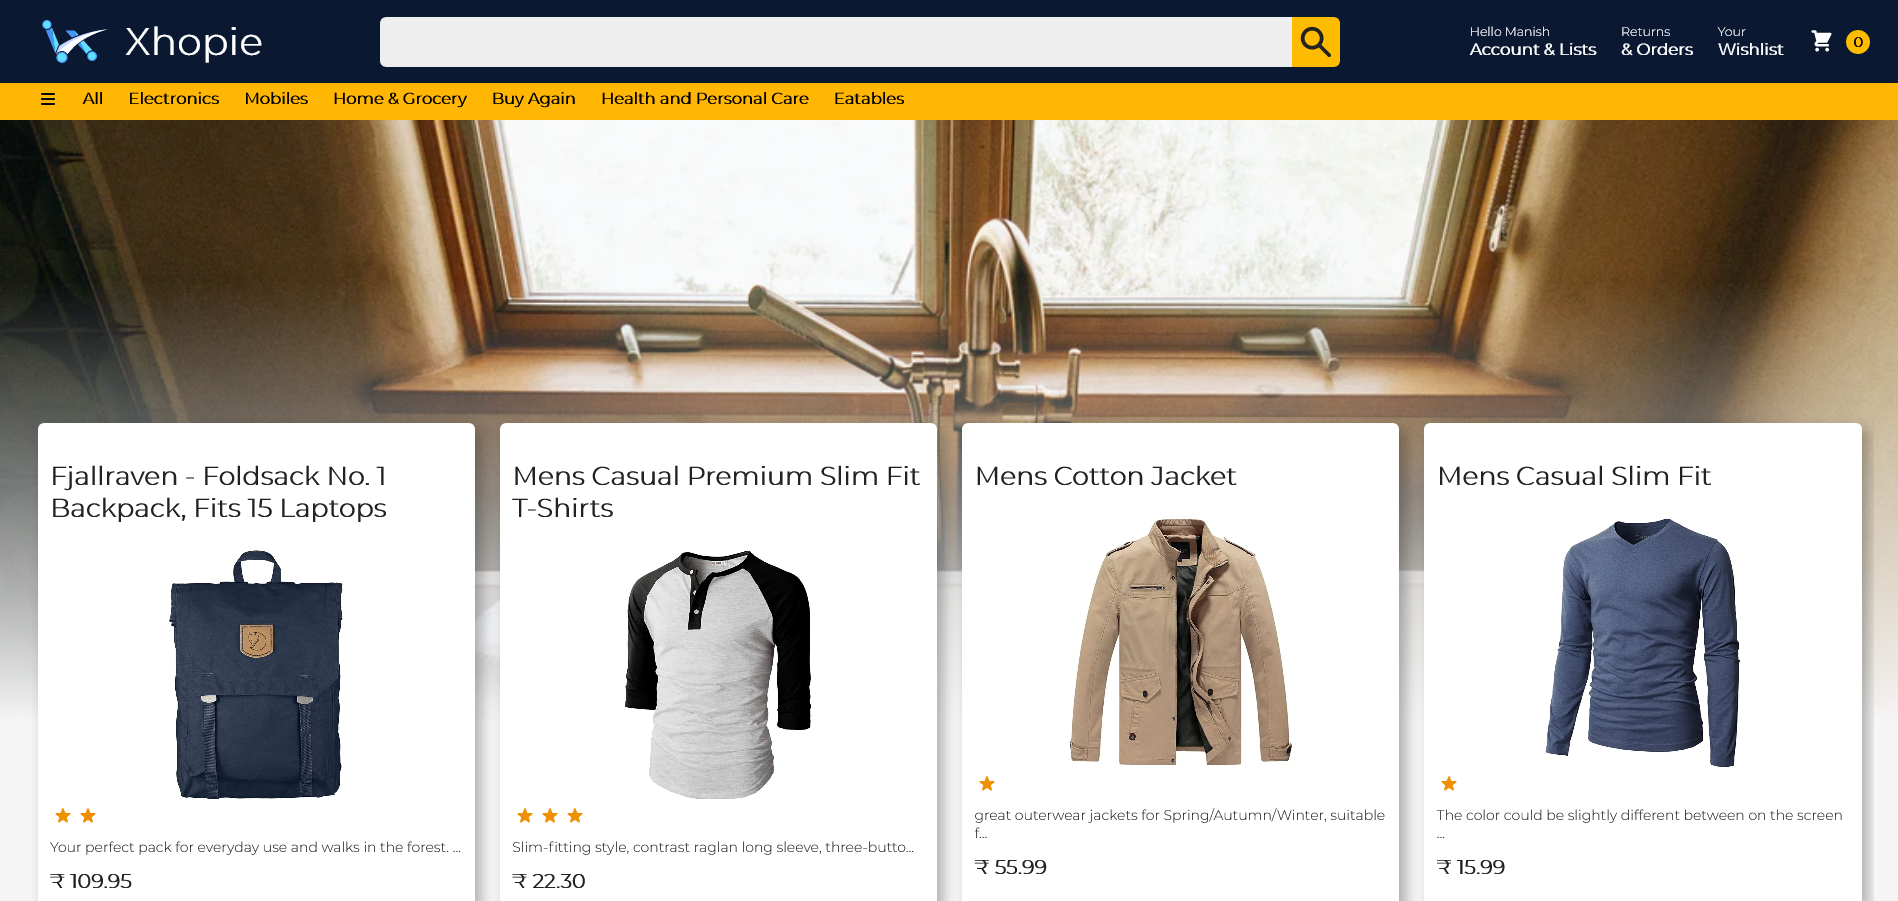 Xhopie
Hello Manish
Account & Lists
Returns
& Orders
Your
Wishlist
0
All Electronics Mobiles Home & Grocery Buy Again Health and Personal Care Eatables
Fjallraven - Foldsack No. 1
Backpack, Fits 15 Laptops
Your perfect pack for everyday use and walks in the forest. ...
₹ 109.95
Mens Casual Premium Slim Fit
T-Shirts
Slim-fitting style, contrast raglan long sleeve, three-butto...
₹ 22.30
Mens Cotton Jacket
great outerwear jackets for Spring/Autumn/Winter, suitable
f...
₹ 55.99
Mens Casual Slim Fit
The color could be slightly different between on the screen
...
₹ 15.99